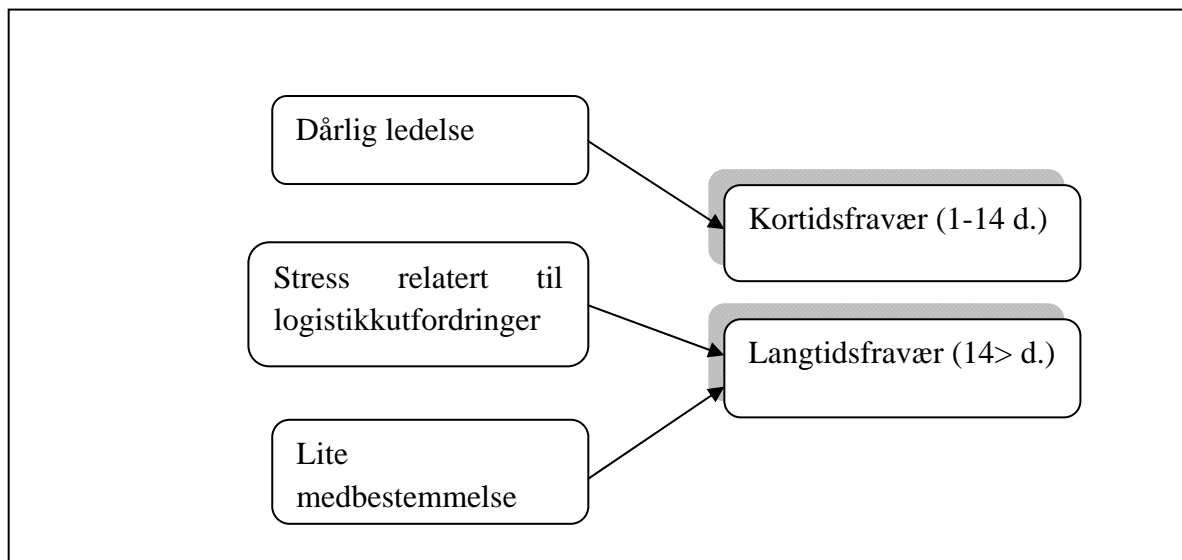 Dårlig ledelse
Kortidsfravær (1-14 d.)
Stress relatert til
logistikkutfordringer
Langtidsfravær (14> d.)
Lite
medbestemmelse